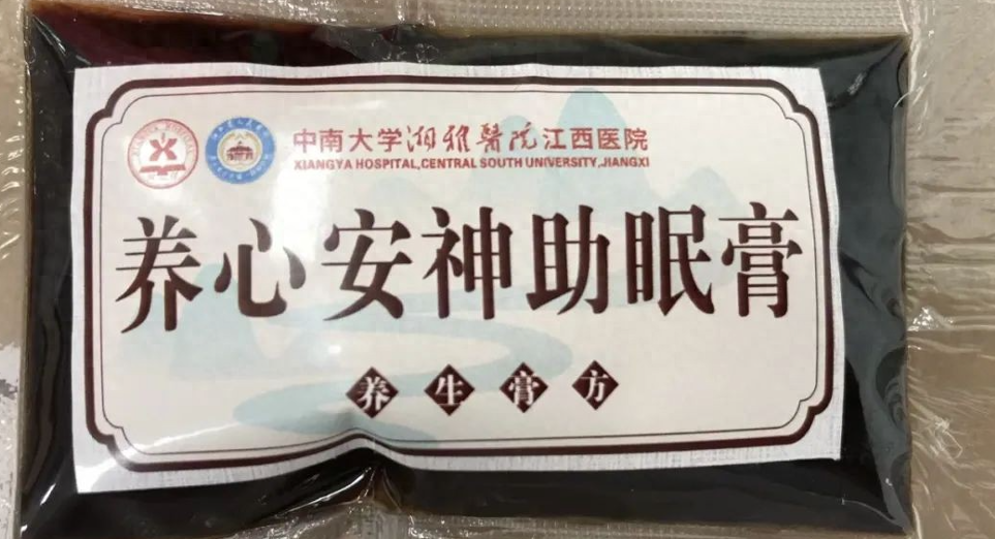 中南大学湘雅醫院江西医院
XIANGYA HOSPITAL,CENTRAL SOUTH UNIVERSITY,JIANGXI
养心安神助眠膏
养生膏方